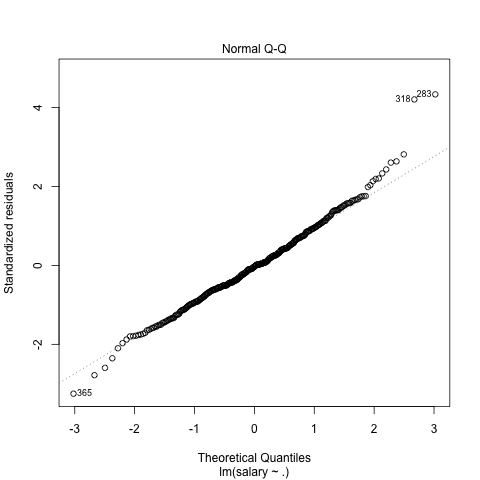 Normal Q-Q
Standardized residuals
4
2
0
-2
318
283
365
-3 -2 -1 0 1 2 3
Theoretical Quantiles
lm(salary ~ .)